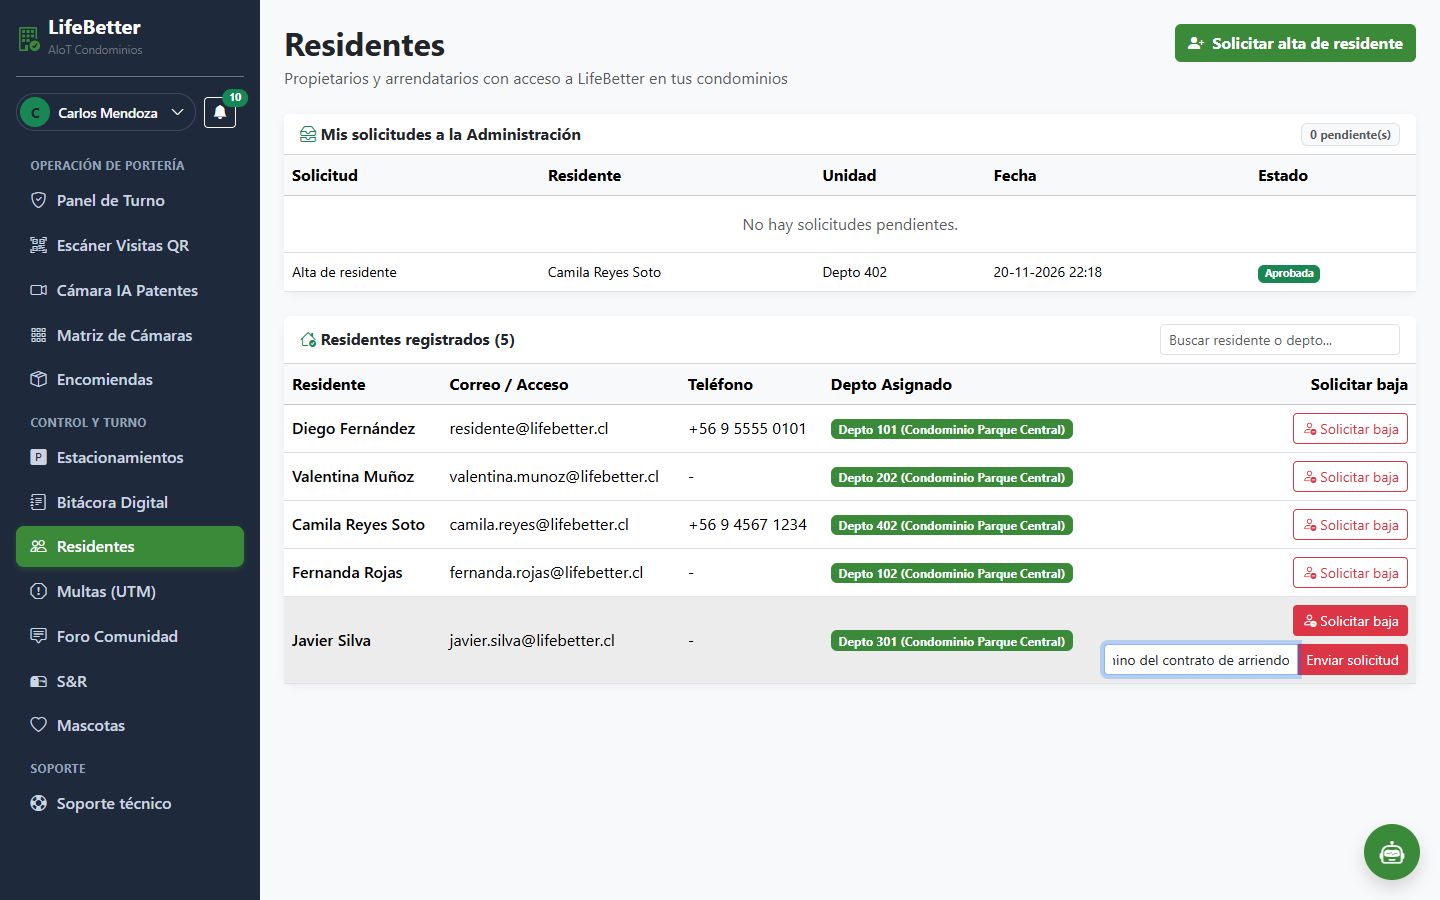 LifeBetter
AIoT Condominios
C Carlos Mendoza
10
OPERACIÓN DE PORTERÍA
Panel de Turno
Escáner Visitas QR
Cámara IA Patentes
Matriz de Cámaras
Encomiendas
CONTROL Y TURNO
P Estacionamientos
Bitácora Digital
Residentes
Multas (UTM)
Foro Comunidad
S&R
Mascotas
SOPORTE
Soporte técnico
Residentes
Propietarios y arrendatarios con acceso a LifeBetter en tus condominios
Solicitar alta de residente
Mis solicitudes a la Administración 0 pendiente(s)
Solicitud Residente Unidad Fecha Estado
No hay solicitudes pendientes.
Alta de residente Camila Reyes Soto Depto 402 20-11-2026 22:18 Aprobada
Residentes registrados (5) Buscar residente o depto...
Residente Correo / Acceso Teléfono Depto Asignado Solicitar baja
Diego Fernández residente@lifebetter.cl +56 9 5555 0101 Depto 101 (Condominio Parque Central) Solicitar baja
Valentina Muñoz valentina.munoz@lifebetter.cl - Depto 202 (Condominio Parque Central) Solicitar baja
Camila Reyes Soto camila.reyes@lifebetter.cl +56 9 4567 1234 Depto 402 (Condominio Parque Central) Solicitar baja
Fernanda Rojas fernanda.rojas@lifebetter.cl - Depto 102 (Condominio Parque Central) Solicitar baja
Javier Silva javier.silva@lifebetter.cl - Depto 301 (Condominio Parque Central) Solicitar baja
del contrato de arriendo Enviar solicitud